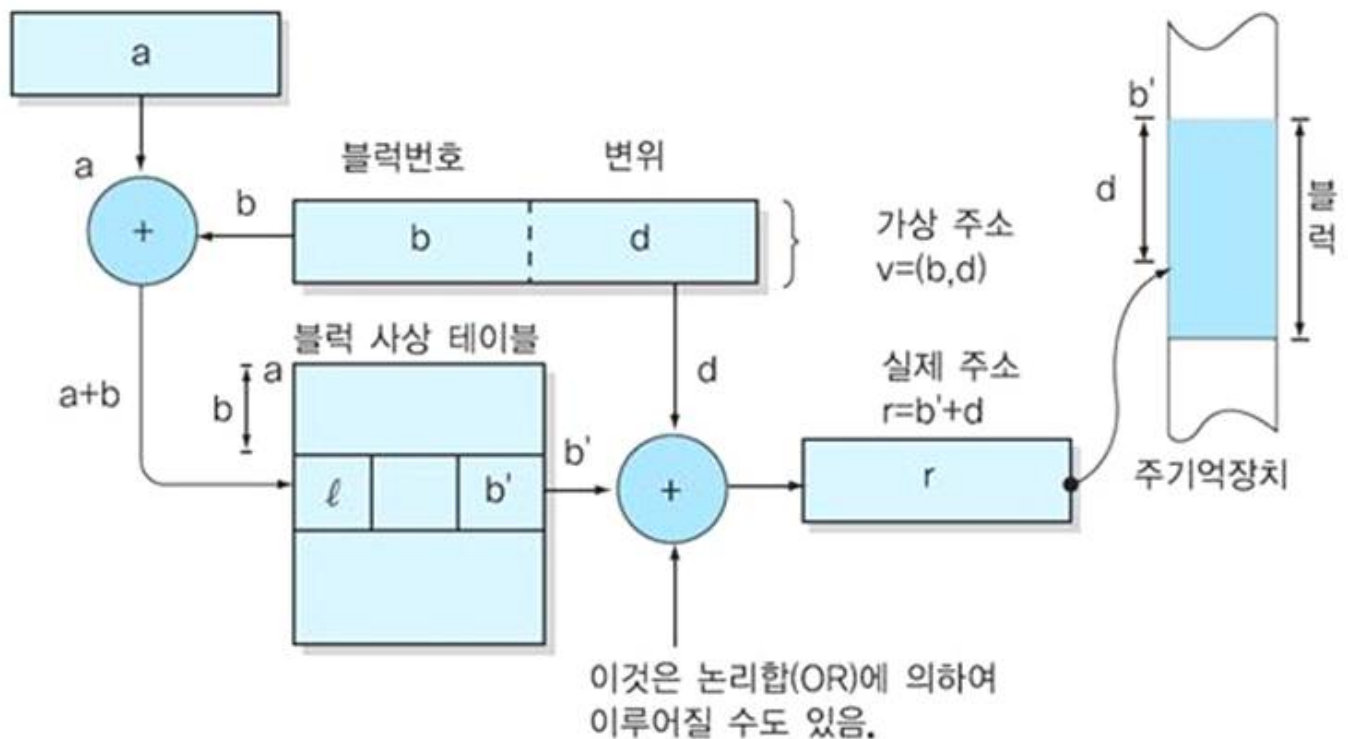 a
a
블럭번호
변위
b
+
b
d
가상 주소
v=(b,d)
b'
d
블럭
블럭 사상 테이블
a
b
a+b
d
실제 주소
r=b'+d
ℓ
b'
b'
+
r
주기억장치
이것은 논리합(OR)에 의하여
이루어질 수도 있음.